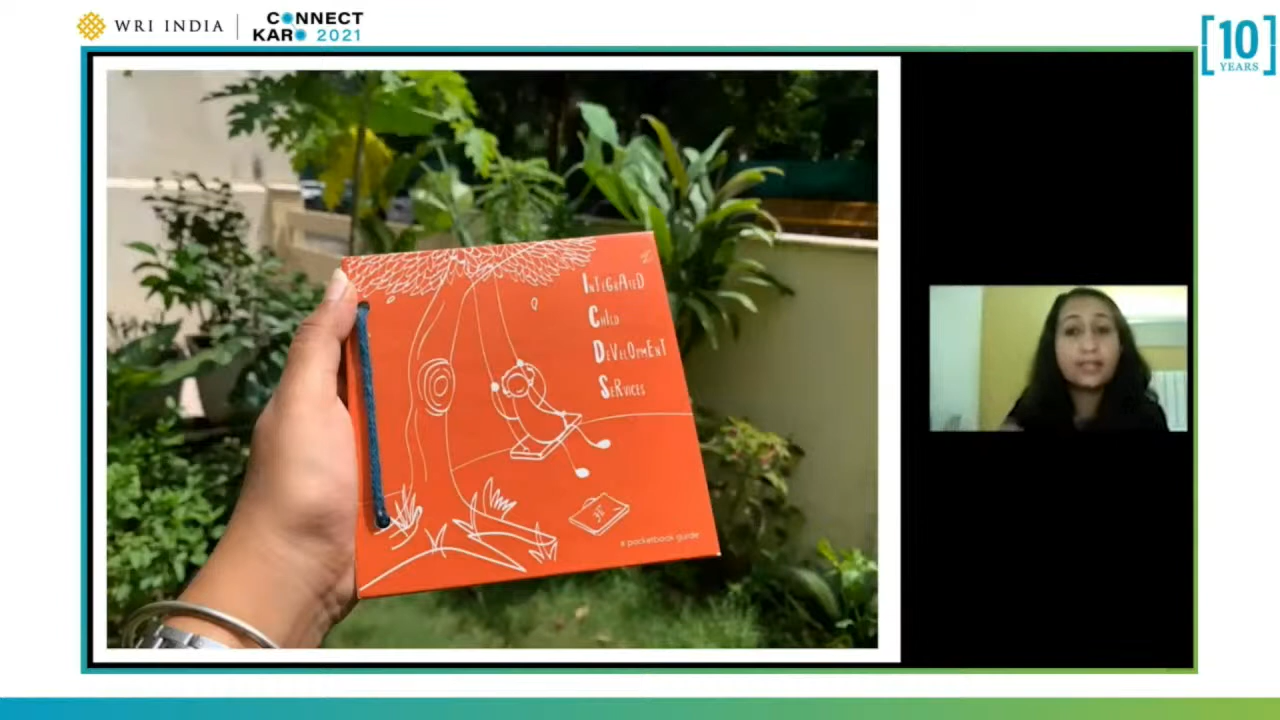 WRI INDIA
CONNECT
KARO 2021
10
YEARS
INTEGRATED
CHILD
DEVELOPMENT
SERVICES
a pocketbook guide